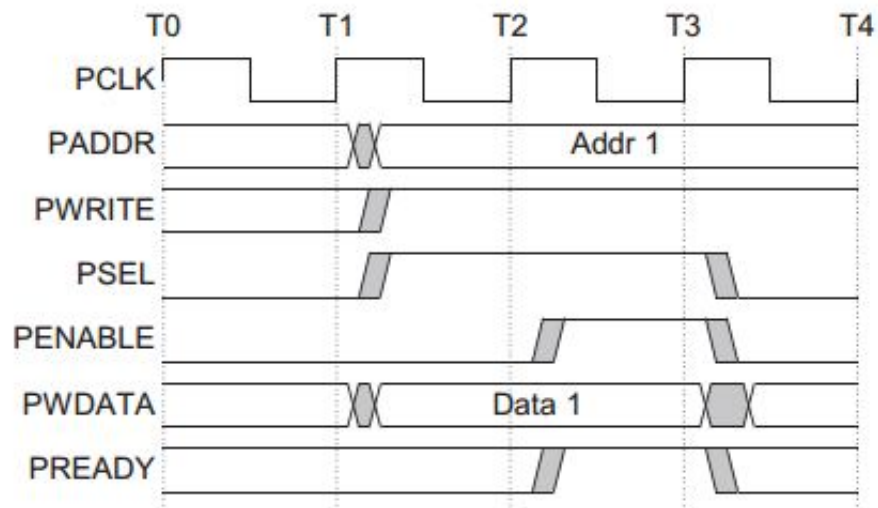 T0 T1 T2 T3 T4
PCLK
PADDR Addr 1
PWRITE
PSEL
PENABLE
PWDATA Data 1
PREADY